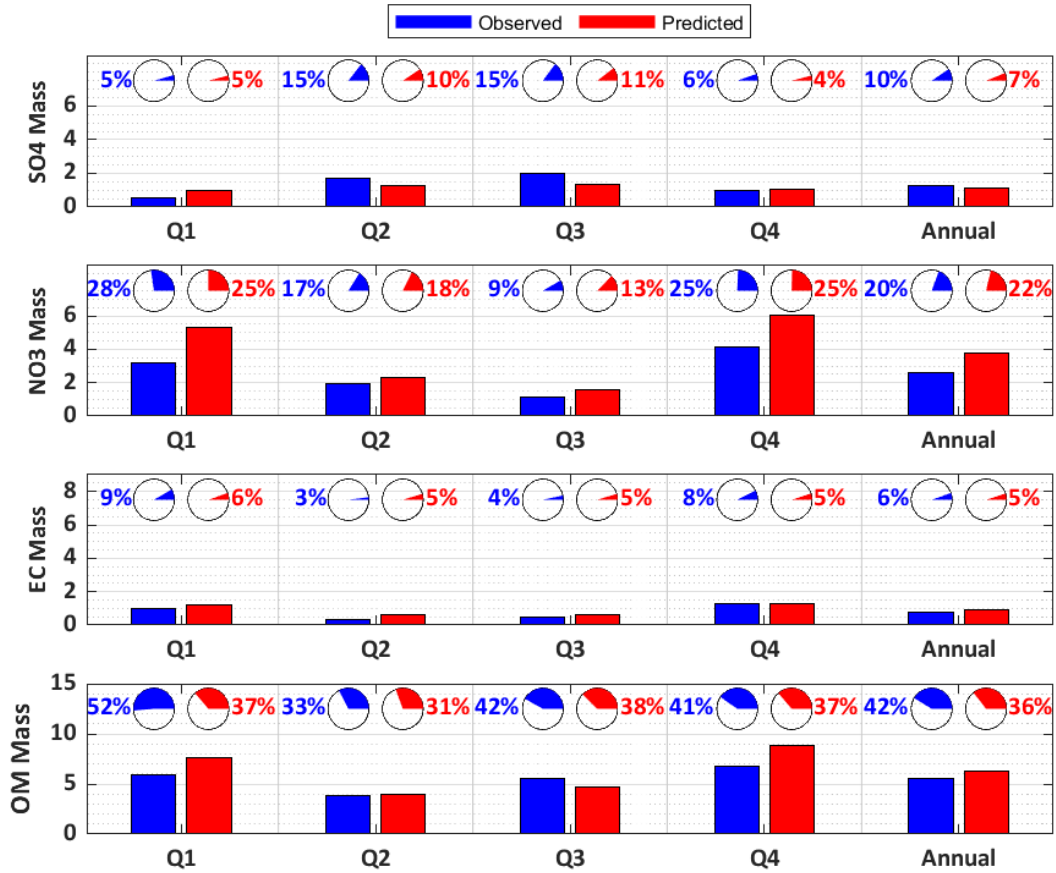 Observed Predicted
5% 5% 15% 10% 15% 11% 6% 4% 10% 7%
SO4 Mass
6
4
2
0
Q1 Q2 Q3 Q4 Annual
28% 25% 17% 18% 9% 13% 25% 25% 20% 22%
NO3 Mass
6
4
2
0
Q1 Q2 Q3 Q4 Annual
9% 6% 3% 5% 4% 5% 8% 5% 6% 5%
EC Mass
8
6
4
2
0
Q1 Q2 Q3 Q4 Annual
52% 37% 33% 31% 42% 38% 41% 37% 42% 36%
OM Mass
15
10
5
0
Q1 Q2 Q3 Q4 Annual